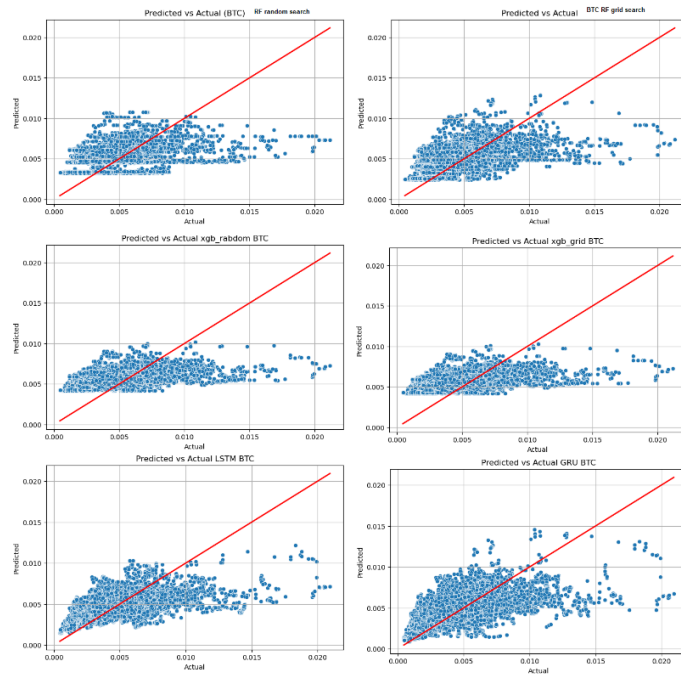 Predicted vs Actual (BTC) RF random search
Predicted
0.020
0.015
0.010
0.005
0.000
0.000 0.005 0.010 0.015 0.020
Actual
Predicted vs Actual BTC RF grid search
Predicted
0.020
0.015
0.010
0.005
0.000
0.000 0.005 0.010 0.015 0.020
Actual
Predicted vs Actual xgb_rabdom BTC
Predicted
0.020
0.015
0.010
0.005
0.000
0.000 0.005 0.010 0.015 0.020
Actual
Predicted vs Actual xgb_grid BTC
Predicted
0.020
0.015
0.010
0.005
0.000
0.000 0.005 0.010 0.015 0.020
Actual
Predicted vs Actual LSTM BTC
Predicted
0.020
0.015
0.010
0.005
0.000
0.000 0.005 0.010 0.015 0.020
Actual
Predicted vs Actual GRU BTC
Predicted
0.020
0.015
0.010
0.005
0.000
0.000 0.005 0.010 0.015 0.020
Actual